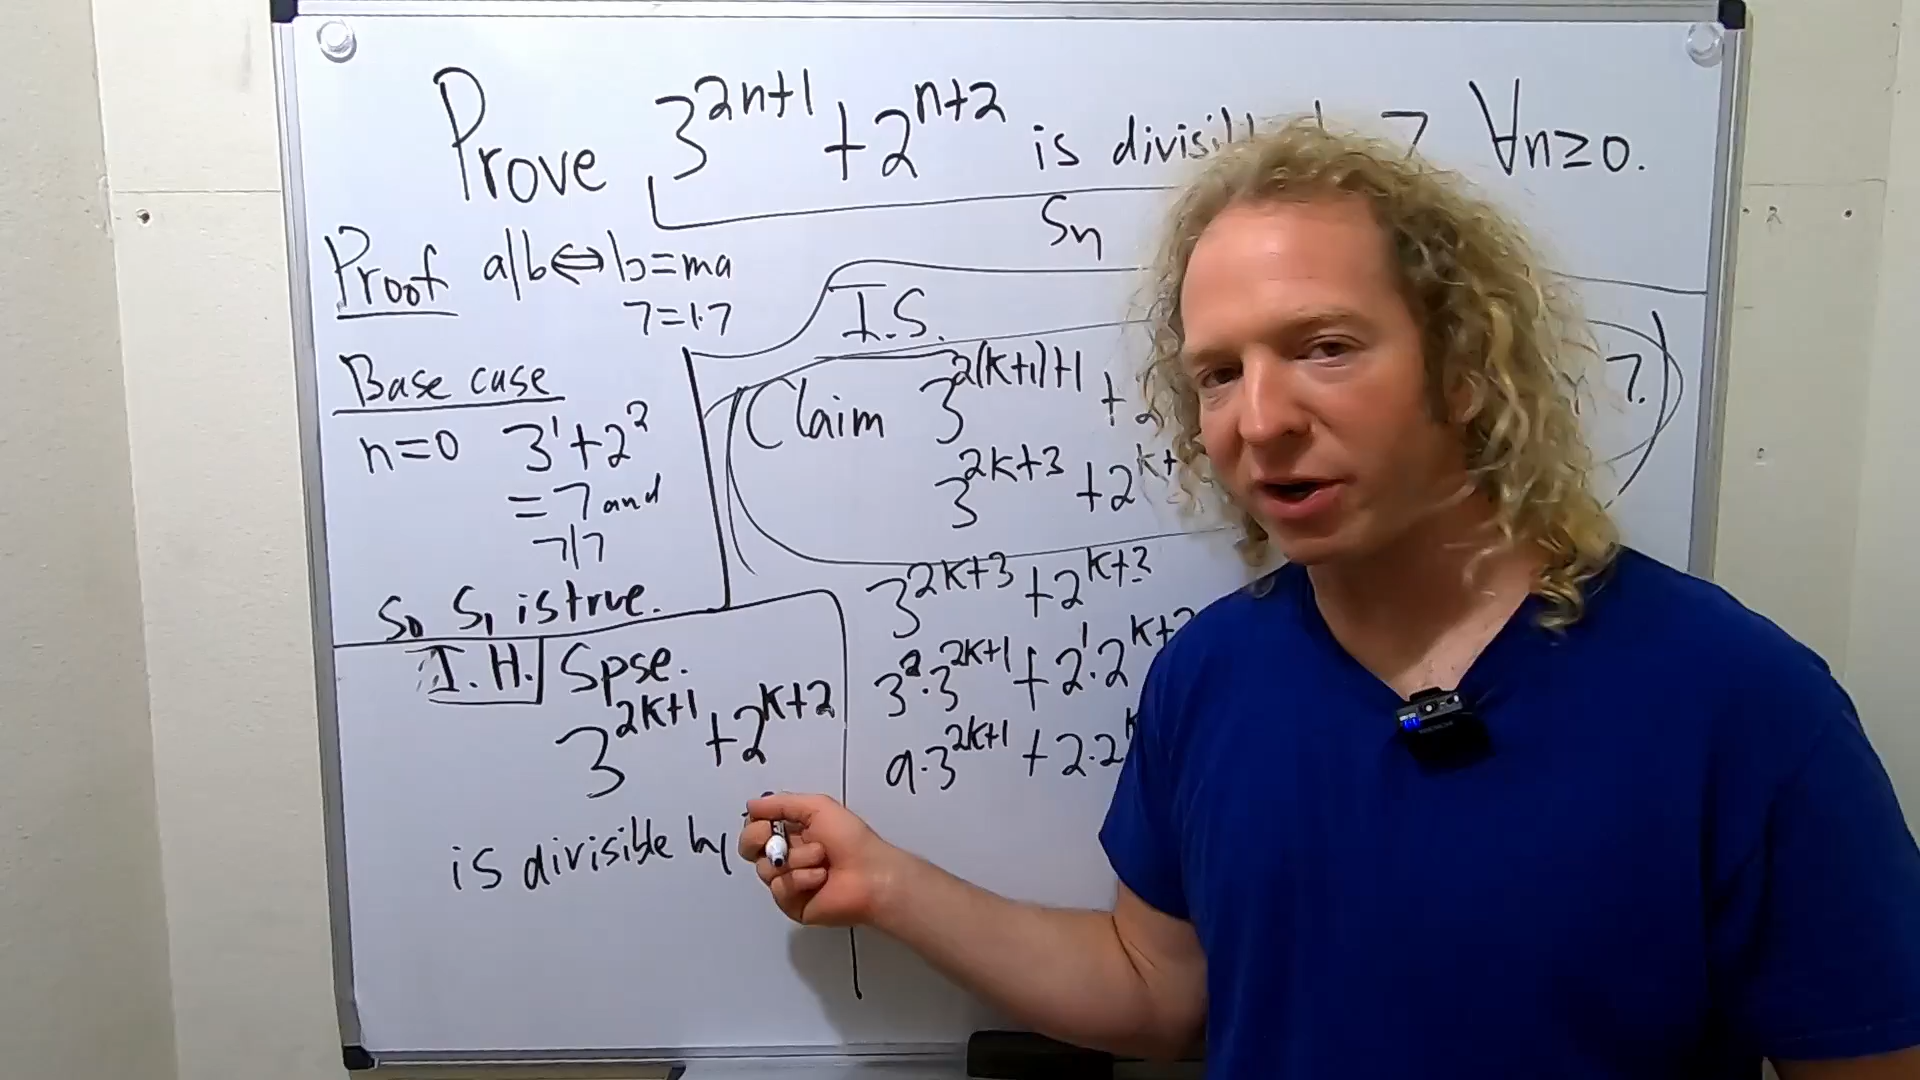 Prove 3^{2n+1} + 2^{n+2} is 7 ∀n≥0.
Sn
Proof a|b ⇔ b=ma
7=1·7
Base case
n=0 3^1+2^2
=7 and
7|7
So S_1 is true.
I.H. Spse.
3^{2k+1} + 2^{k+2}
is divisible by
I.S.
Claim 3^{2(k+1)+1} + 2 7.
3^{2k+3} + 2
3^{2k+3} + 2^{k+3}
3^2·3^{2k+1} + 2^1·2^{k+2}
9·3^{2k+1} + 2·2